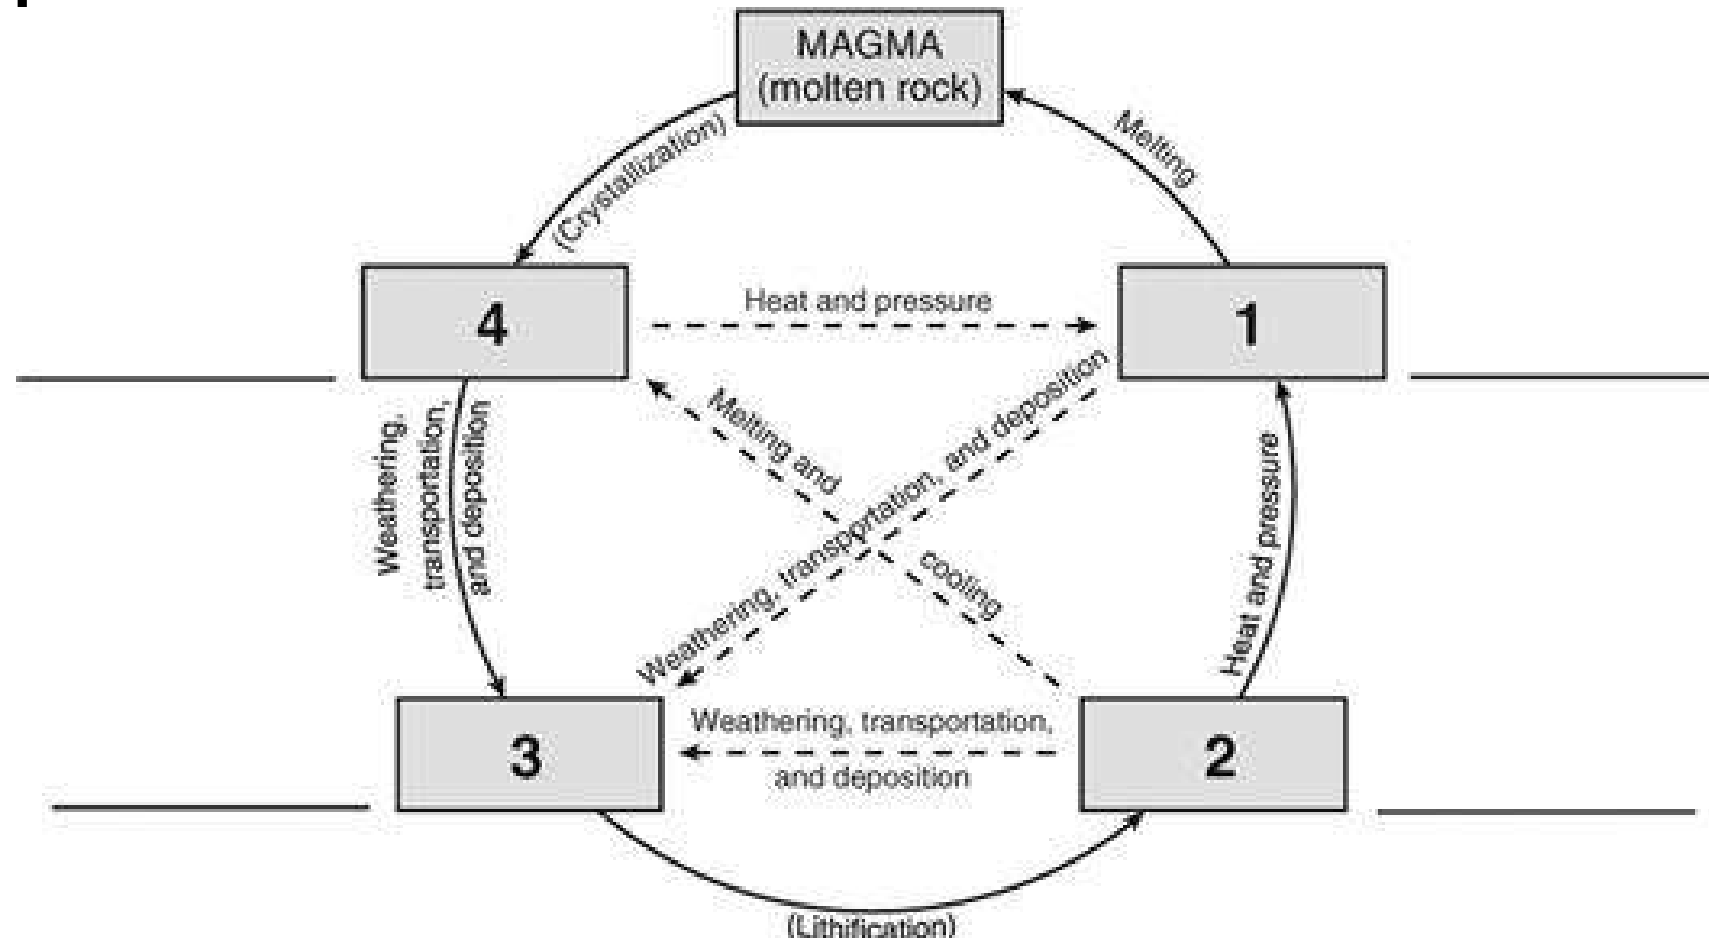 MAGMA
(molten rock)
(Crystallization)
Melting
4
Heat and pressure
1
Weathering,
transportation,
and deposition
Melting and
cooling
Weathering, transportation, and deposition
Heat and pressure
3
Weathering, transportation,
and deposition
2
(Lithification)